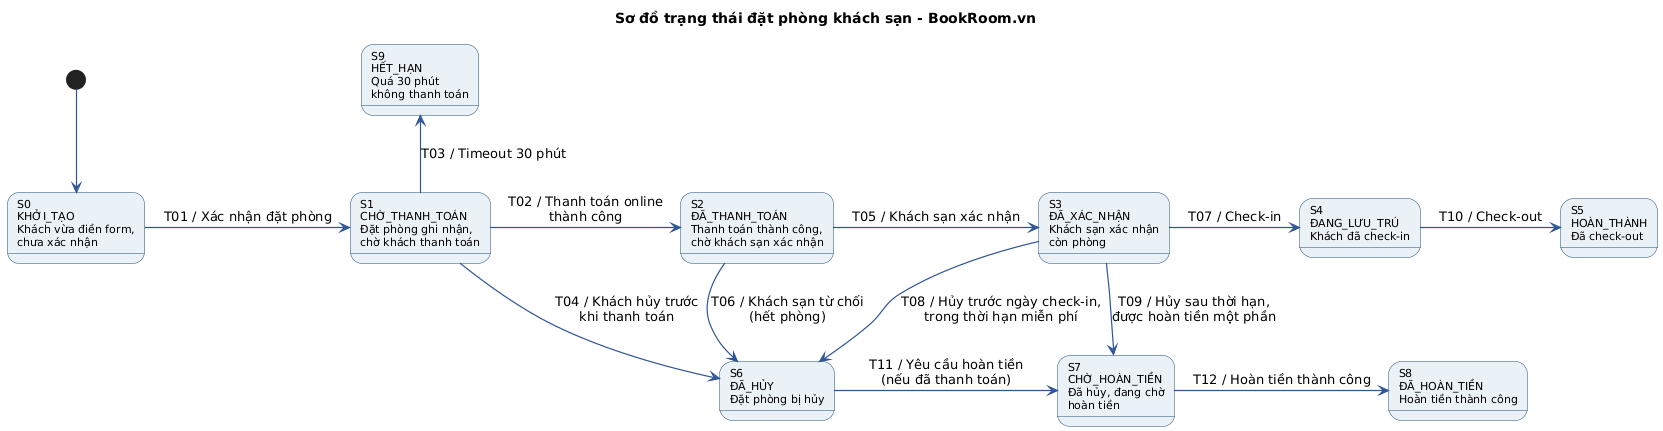 Sơ đồ trạng thái đặt phòng khách sạn - BookRoom.vn
S9
HẾT_HẠN
Quá 30 phút
không thanh toán
T03 / Timeout 30 phút
S0
KHỞI_TẠO
Khách vừa điền form,
chưa xác nhận
T01 / Xác nhận đặt phòng
S1
CHỜ_THANH_TOÁN
Đặt phòng ghi nhận,
chờ khách thanh toán
T02 / Thanh toán online
thành công
S2
ĐÃ_THANH_TOÁN
Thanh toán thành công,
chờ khách sạn xác nhận
T05 / Khách sạn xác nhận
S3
ĐÃ_XÁC_NHẬN
Khách sạn xác nhận
còn phòng
T07 / Check-in
S4
ĐANG_LƯU_TRÚ
Khách đã check-in
T10 / Check-out
S5
HOÀN_THÀNH
Đã check-out
T04 / Khách hủy trước
khi thanh toán
T06 / Khách sạn từ chối
(hết phòng)
T08 / Hủy trước ngày check-in,
trong thời hạn miễn phí
T09 / Hủy sau thời hạn,
được hoàn tiền một phần
S6
ĐÃ_HỦY
Đặt phòng bị hủy
T11 / Yêu cầu hoàn tiền
(nếu đã thanh toán)
S7
CHỜ_HOÀN_TIỀN
Đã hủy, đang chờ
hoàn tiền
T12 / Hoàn tiền thành công
S8
ĐÃ_HOÀN_TIỀN
Hoàn tiền thành công